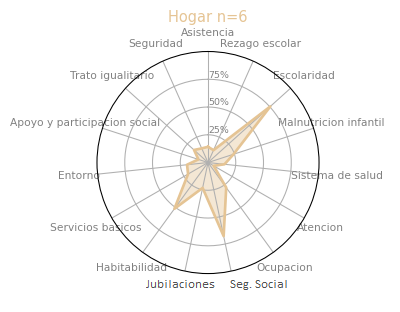 Hogar n=6
Asistencia
Seguridad
Rezago escolar
Trato igualitario
Escolaridad
75%
50%
25%
Apoyo y participacion social
Malnutricion infantil
Entorno
Sistema de salud
Servicios basicos
Atencion
Habitabilidad
Ocupacion
Jubilaciones
Seg. Social